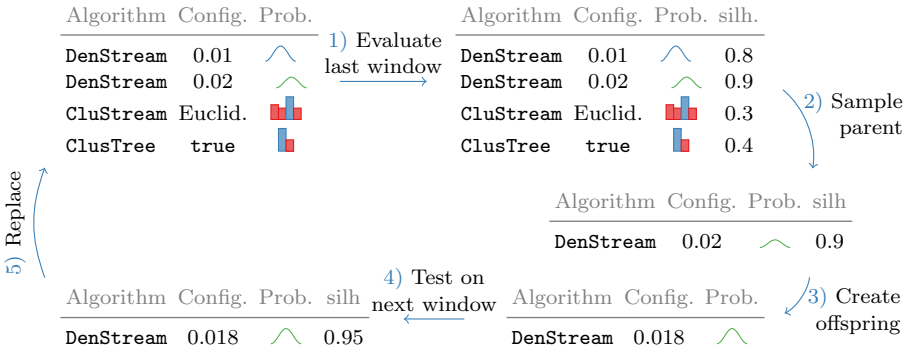 Algorithm Config. Prob.
DenStream 0.01
DenStream 0.02
CluStream Euclid.
ClusTree true
1) Evaluate
last window
Algorithm Config. Prob. silh.
DenStream 0.01 0.8
DenStream 0.02 0.9
CluStream Euclid. 0.3
ClusTree true 0.4
2) Sample
parent
Algorithm Config. Prob. silh
DenStream 0.02 0.9
3) Create
offspring
Algorithm Config. Prob.
DenStream 0.018
4) Test on
next window
Algorithm Config. Prob. silh
DenStream 0.018 0.95
5) Replace